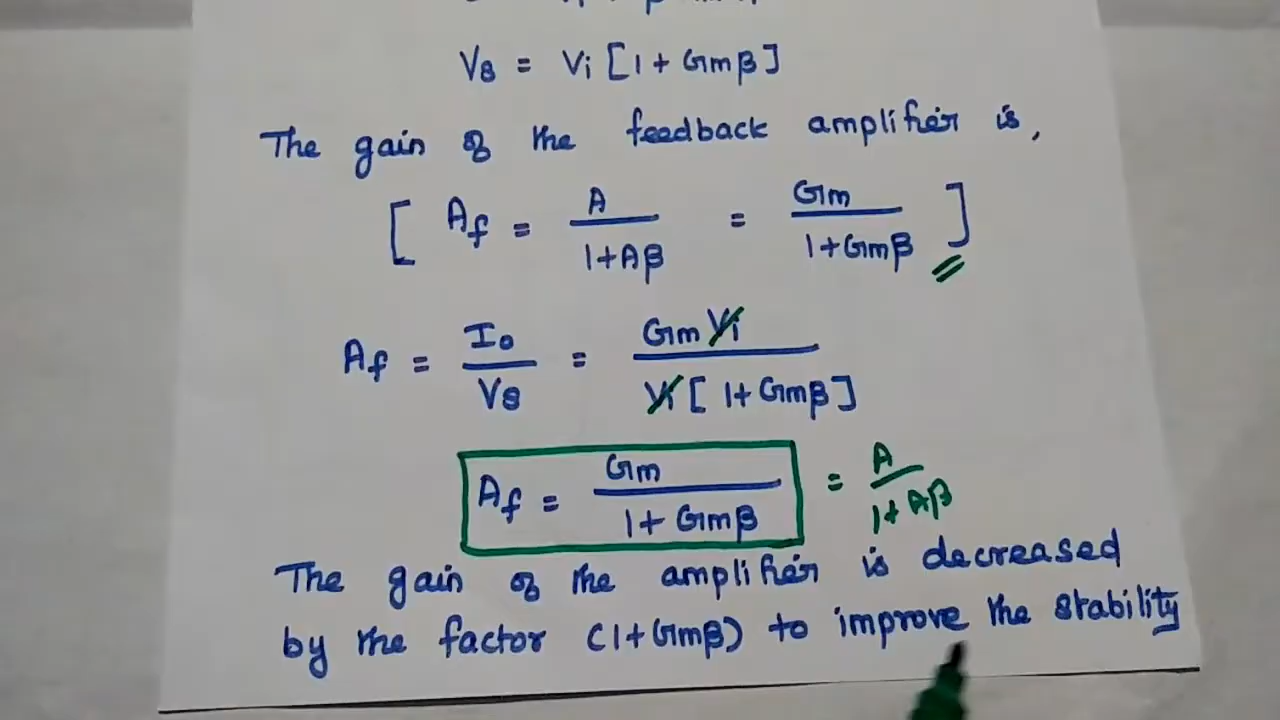 Vs = Vi [1 + Gmβ]
The gain of the feedback amplifier is,
[ Af = A / 1+Aβ = Gm / 1+Gmβ ]
Af = Io / Vs = Gm Vi / Vi [ 1+ Gmβ ]
Af = Gm / 1 + Gmβ = A / 1+ Aβ
The gain of the amplifier is decreased
by the factor (1+Gmβ) to improve the stability